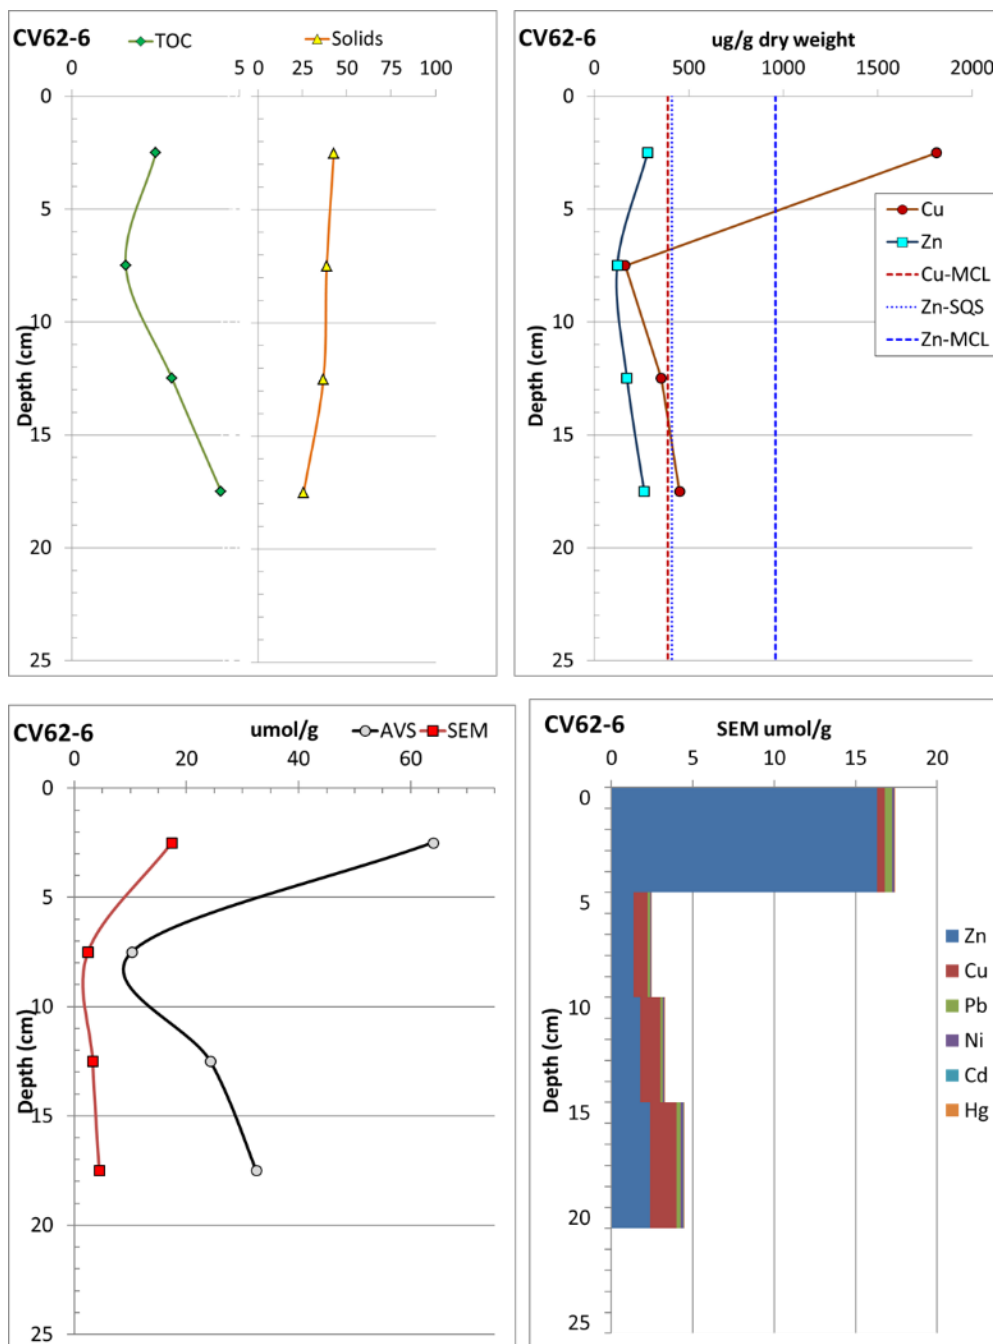 CV62-6
TOC
Solids
0
5
0
25
50
75
100
0
5
10
15
20
25
Depth (cm)
CV62-6
ug/g dry weight
0
500
1000
1500
2000
0
5
10
15
20
25
Depth (cm)
Cu
Zn
Cu-MCL
Zn-SQS
Zn-MCL
CV62-6
umol/g
AVS
SEM
0
20
40
60
0
5
10
15
20
25
Depth (cm)
CV62-6
SEM umol/g
0
5
10
15
20
0
5
10
15
20
25
Depth (cm)
Zn
Cu
Pb
Ni
Cd
Hg